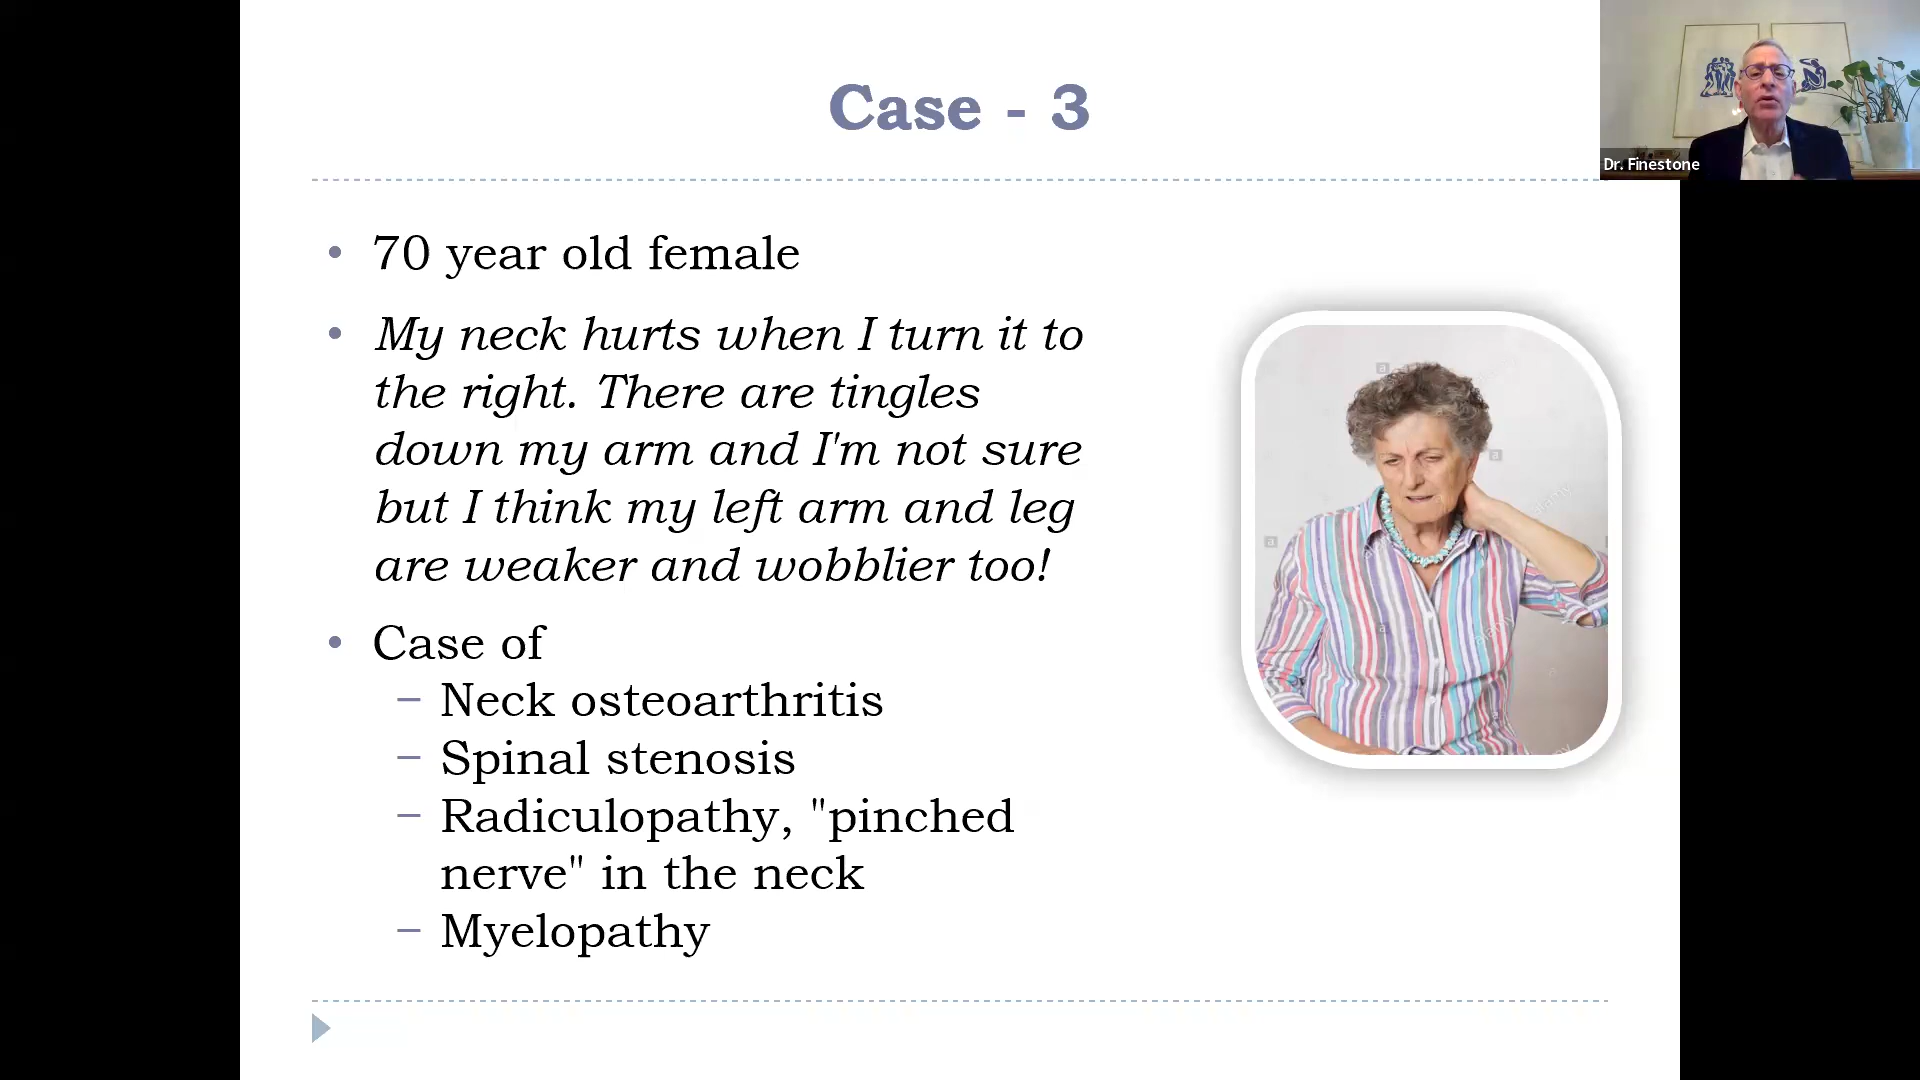 Case - 3
Dr. Finestone
• 70 year old female
• My neck hurts when I turn it to
the right. There are tingles
down my arm and I'm not sure
but I think my left arm and leg
are weaker and wobblier too!
• Case of
– Neck osteoarthritis
– Spinal stenosis
– Radiculopathy, "pinched
nerve" in the neck
– Myelopathy
a
a
a
a
alamy
alamy